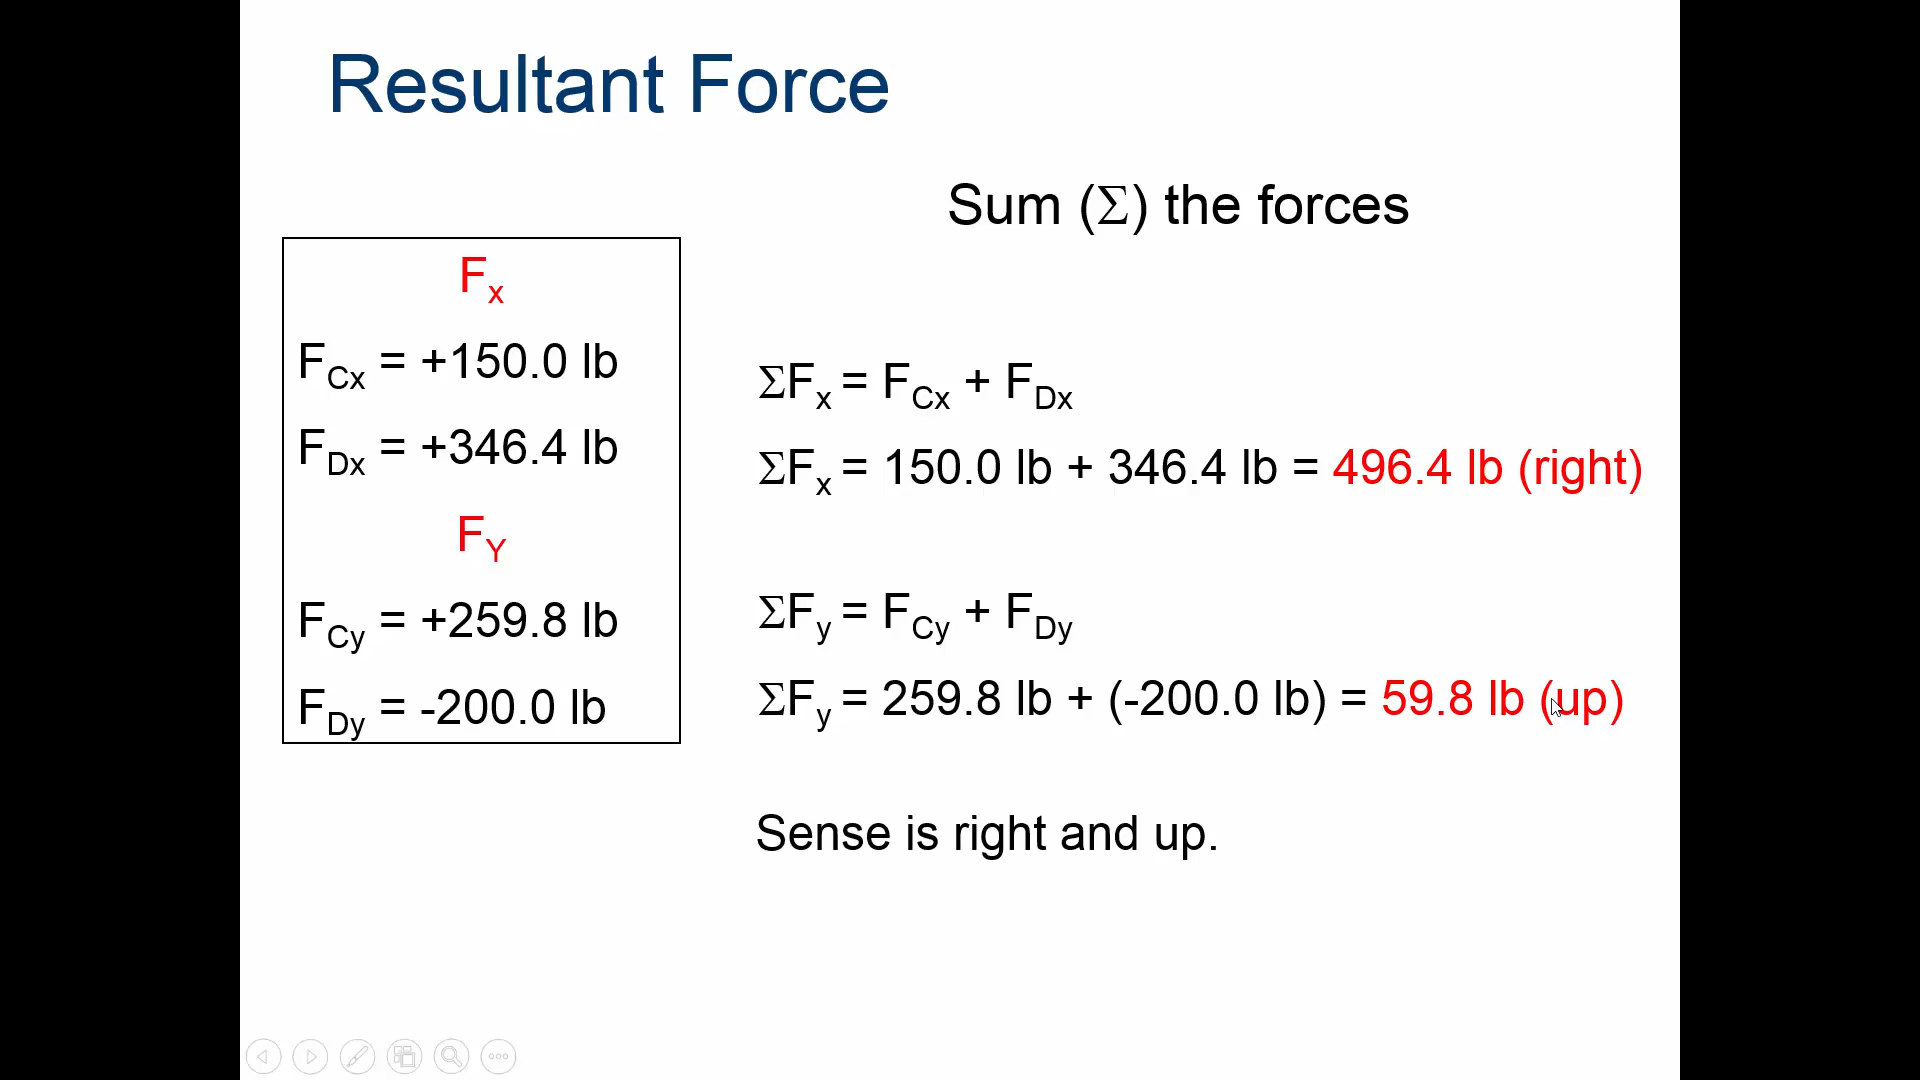 Resultant Force
Sum (Σ) the forces
Fx
FCx = +150.0 lb
FDx = +346.4 lb
FY
FCy = +259.8 lb
FDy = -200.0 lb
ΣFx = FCx + FDx
ΣFx = 150.0 lb + 346.4 lb = 496.4 lb (right)
ΣFy = FCy + FDy
ΣFy = 259.8 lb + (-200.0 lb) = 59.8 lb (up)
Sense is right and up.